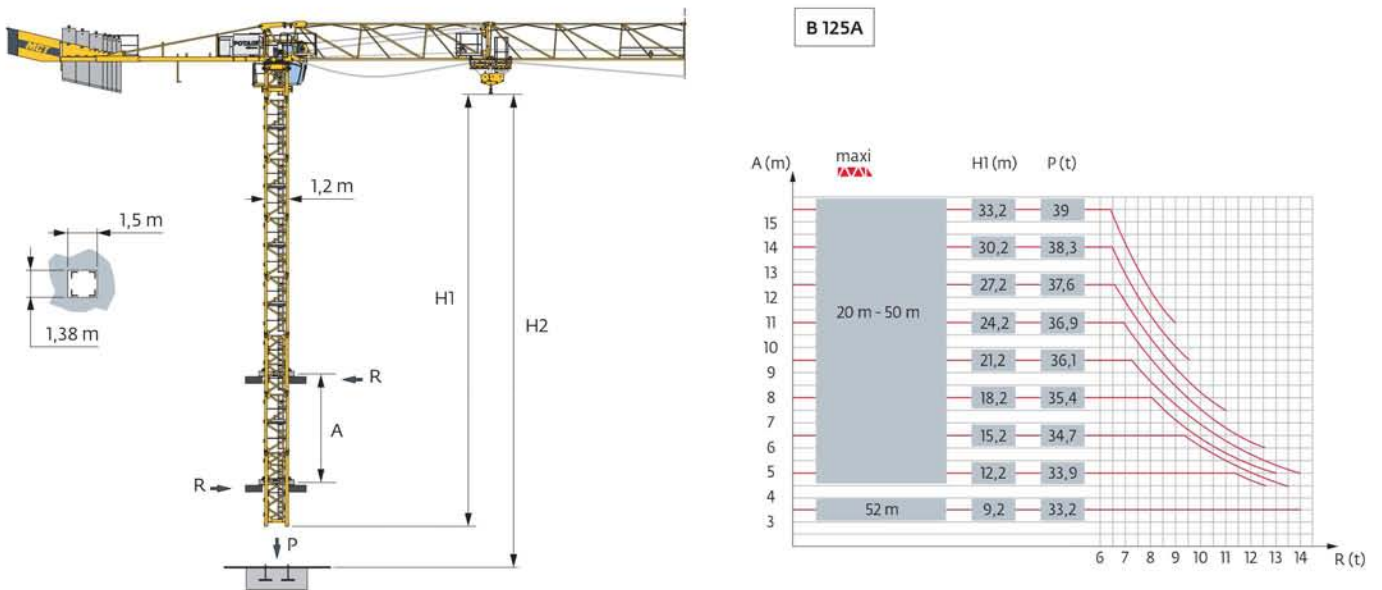 MCT
POTAIN
B 125A
1,2 m
1,5 m
1,38 m
H1
H2
R
A
R
P
A (m)
maxi
H1 (m)
P (t)
15
14
13
12
11
10
9
8
7
6
5
4
3
20 m - 50 m
52 m
33,2 39
30,2 38,3
27,2 37,6
24,2 36,9
21,2 36,1
18,2 35,4
15,2 34,7
12,2 33,9
9,2 33,2
6 7 8 9 10 11 12 13 14 R (t)